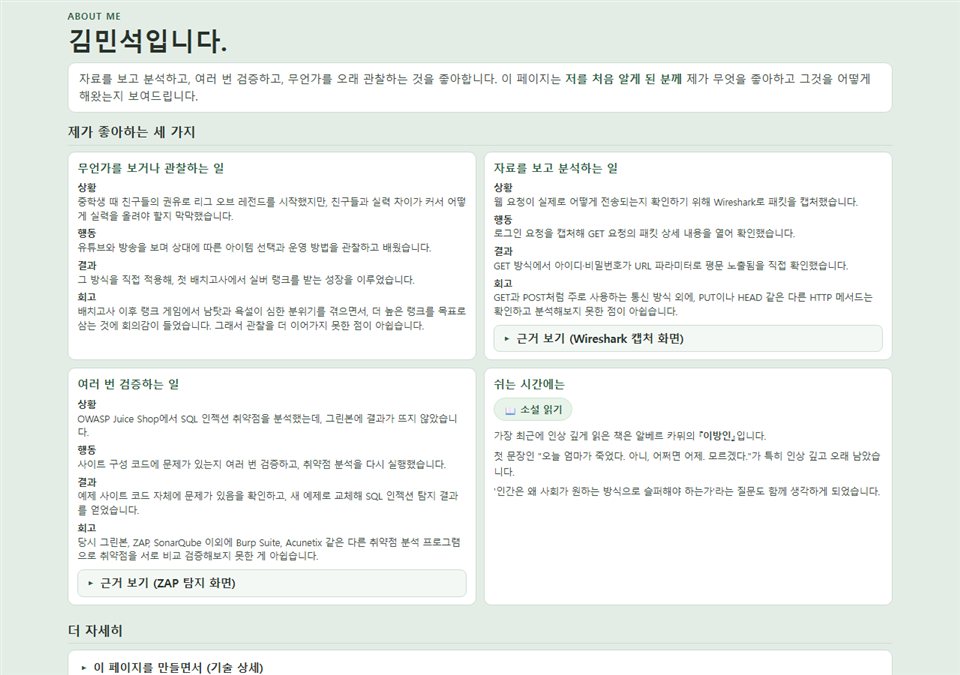 ABOUT ME
김민석입니다.
자료를 보고 분석하고, 여러 번 검증하고, 무언가를 오래 관찰하는 것을 좋아합니다. 이 페이지는 저를 처음 알게 된 분께 제가 무엇을 좋아하고 그것을 어떻게
해왔는지 보여드립니다.
제가 좋아하는 세 가지
무언가를 보거나 관찰하는 일
상황
중학생 때 친구들의 권유로 리그 오브 레전드를 시작했지만, 친구들과 실력 차이가 커서 어떻
게 실력을 올려야 할지 막막했습니다.
행동
유튜브와 방송을 보며 상대에 따른 아이템 선택과 운영 방법을 관찰하고 배웠습니다.
결과
그 방식을 직접 적용해, 첫 배치고사에서 실버 랭크를 받는 성장을 이루었습니다.
회고
배치고사 이후 랭크 게임에서 남탓과 욕설이 심한 분위기를 겪으면서, 더 높은 랭크를 목표로
삼는 것에 회의감이 들었습니다. 그래서 관찰을 더 이어가지 못한 점이 아쉽습니다.
자료를 보고 분석하는 일
상황
웹 요청이 실제로 어떻게 전송되는지 확인하기 위해 Wireshark로 패킷을 캡처했습니다.
행동
로그인 요청을 캡처해 GET 요청의 패킷 상세 내용을 열어 확인했습니다.
결과
GET 방식에서 아이디·비밀번호가 URL 파라미터로 평문 노출됨을 직접 확인했습니다.
회고
GET과 POST처럼 주로 사용하는 통신 방식 외에, PUT이나 HEAD 같은 다른 HTTP 메서드는
확인하고 분석해보지 못한 점이 아쉽습니다.
▸ 근거 보기 (Wireshark 캡처 화면)
여러 번 검증하는 일
상황
OWASP Juice Shop에서 SQL 인젝션 취약점을 분석했는데, 그린본에 결과가 뜨지 않았습니
다.
행동
사이트 구성 코드에 문제가 있는지 여러 번 검증하고, 취약점 분석을 다시 실행했습니다.
결과
예제 사이트 코드 자체에 문제가 있음을 확인하고, 새 예제로 교체해 SQL 인젝션 탐지 결과
를 얻었습니다.
회고
당시 그린본, ZAP, SonarQube 이외에 Burp Suite, Acunetix 같은 다른 취약점 분석 프로그램
으로 취약점을 서로 비교 검증해보지 못한 게 아쉽습니다.
▸ 근거 보기 (ZAP 탐지 화면)
쉬는 시간에는
📖 소설 읽기
가장 최근에 인상 깊게 읽은 책은 알베르 카뮈의 『이방인』입니다.
첫 문장인 "오늘 엄마가 죽었다. 아니, 어쩌면 어제. 모르겠다."가 특히 인상 깊고 오래 남았습
니다.
'인간은 왜 사회가 원하는 방식으로 슬퍼해야 하는가'라는 질문도 함께 생각하게 되었습니다.
더 자세히
▸ 이 페이지를 만들면서 (기술 상세)